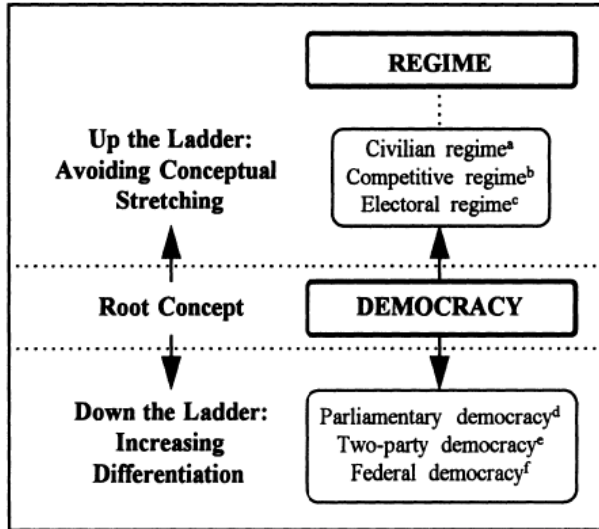 REGIME
Up the Ladder:
Avoiding Conceptual
Stretching
Civilian regimeᵃ
Competitive regimeᵇ
Electoral regimeᶜ
Root Concept
DEMOCRACY
Down the Ladder:
Increasing
Differentiation
Parliamentary democracyᵈ
Two-party democracyᵉ
Federal democracyᶠ